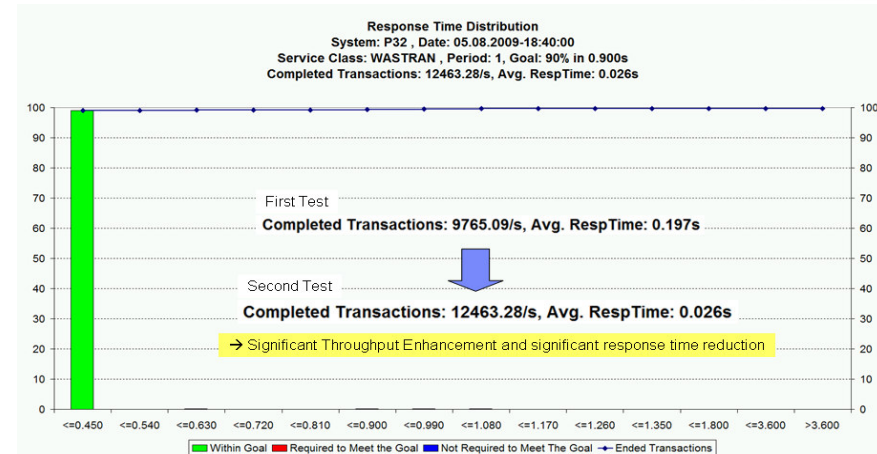 Response Time Distribution
System: P32 , Date: 05.08.2009-18:40:00
Service Class: WASTRAN , Period: 1, Goal: 90% in 0.900s
Completed Transactions: 12463.28/s, Avg. RespTime: 0.026s
100 100
90 90
80 80
70 70
First Test
60 60
Completed Transactions: 9765.09/s, Avg. RespTime: 0.197s
50 50
40 40
Second Test
30 30
Completed Transactions: 12463.28/s, Avg. RespTime: 0.026s
→ Significant Throughput Enhancement and significant response time reduction
20 20
10 10
0 0
<=0.450 <=0.540 <=0.630 <=0.720 <=0.810 <=0.900 <=0.990 <=1.080 <=1.170 <=1.260 <=1.350 <=1.800 <=3.600 >3.600
Within Goal Required to Meet the Goal Not Required to Meet The Goal Ended Transactions